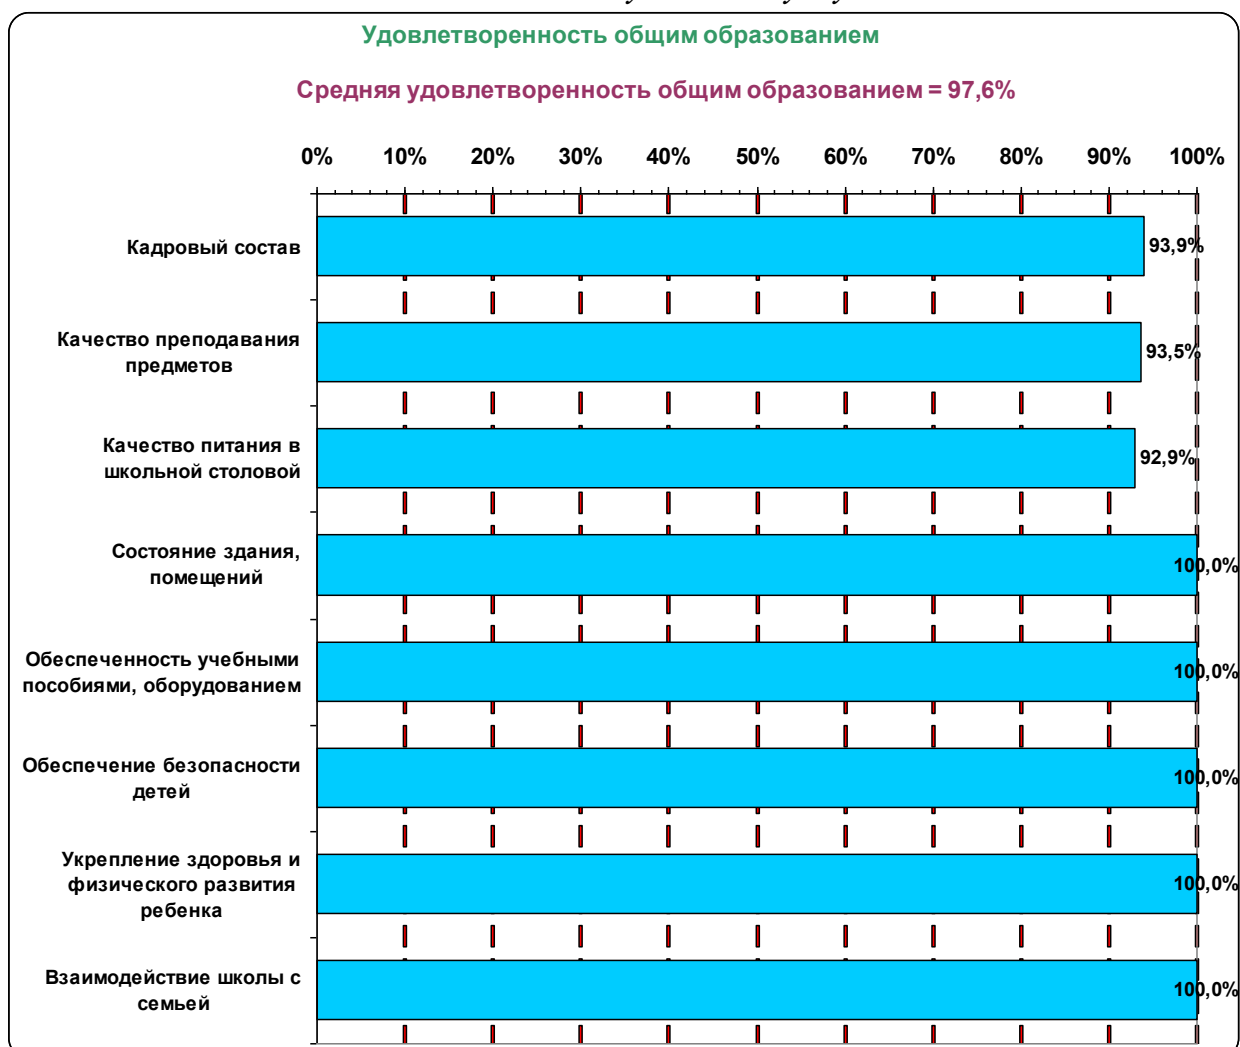 Удовлетворенность общим образованием
Средняя удовлетворенность общим образованием = 97,6%
0% 10% 20% 30% 40% 50% 60% 70% 80% 90% 100%
Кадровый состав
93,9%
Качество преподавания
предметов
93,5%
Качество питания в
школьной столовой
92,9%
Состояние здания,
помещений
100,0%
Обеспеченность учебными
пособиями, оборудованием
100,0%
Обеспечение безопасности
детей
100,0%
Укрепление здоровья и
физического развития
ребенка
100,0%
Взаимодействие школы с
семьей
100,0%